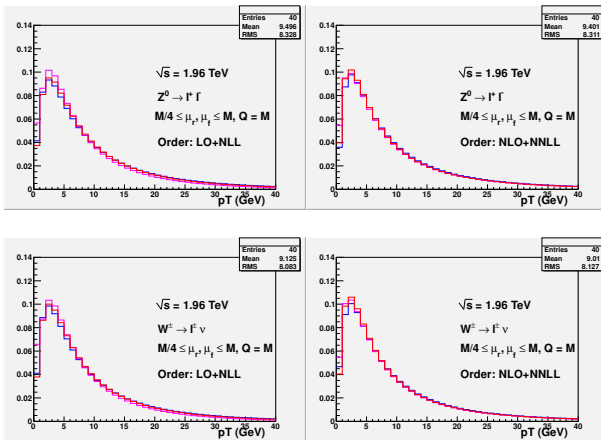 Entries 40
Mean 9.496
RMS 8.328
0.14
0.12
0.1
0.08
0.06
0.04
0.02
0
√s = 1.96 TeV
Z⁰ → l⁺ l⁻
M/4 ≤ μr, μf ≤ M, Q = M
Order: LO+NLL
0 5 10 15 20 25 30 35 40
pT (GeV)
Entries 40
Mean 9.401
RMS 8.311
0.14
0.12
0.1
0.08
0.06
0.04
0.02
0
√s = 1.96 TeV
Z⁰ → l⁺ l⁻
M/4 ≤ μr, μf ≤ M, Q = M
Order: NLO+NNLL
0 5 10 15 20 25 30 35 40
pT (GeV)
Entries 40
Mean 9.125
RMS 8.083
0.14
0.12
0.1
0.08
0.06
0.04
0.02
0
√s = 1.96 TeV
W± → l± ν
M/4 ≤ μr, μf ≤ M, Q = M
Order: LO+NLL
0 5 10 15 20 25 30 35 40
pT (GeV)
Entries 40
Mean 9.01
RMS 8.127
0.14
0.12
0.1
0.08
0.06
0.04
0.02
0
√s = 1.96 TeV
W± → l± ν
M/4 ≤ μr, μf ≤ M, Q = M
Order: NLO+NNLL
0 5 10 15 20 25 30 35 40
pT (GeV)